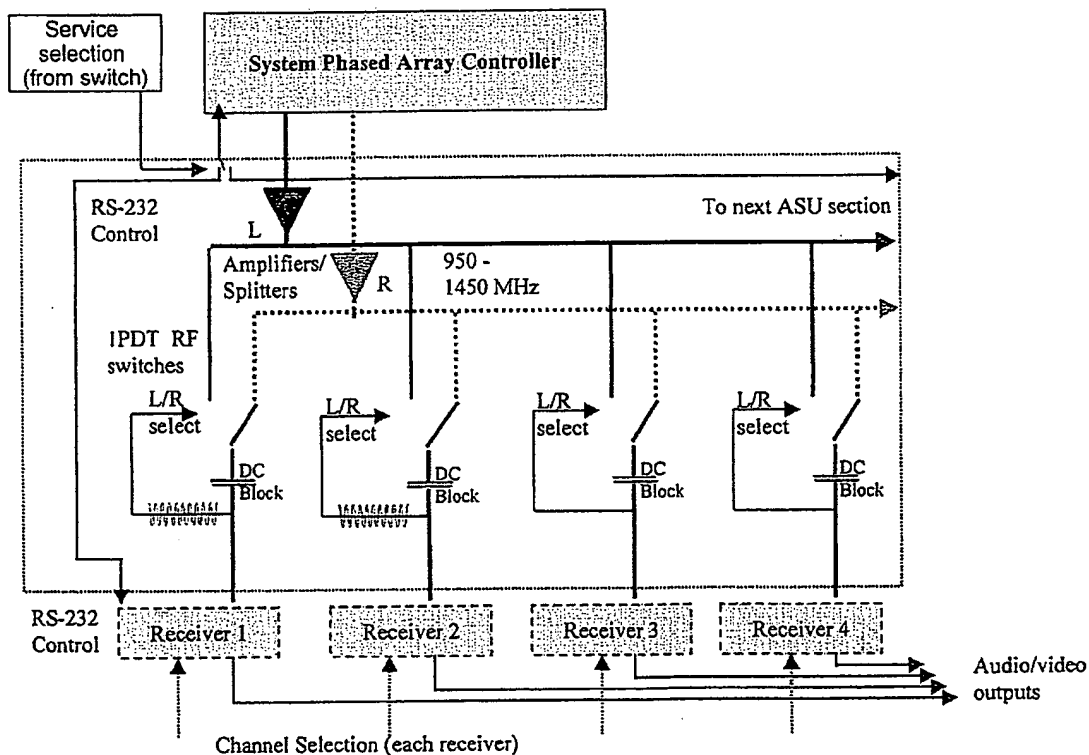 Service
selection
(from switch)
System Phased Array Controller
RS-232
Control
L
To next ASU section
Amplifiers/
Splitters
R
950 -
1450 MHz
1PDT RF
switches
L/R
select
L/R
select
L/R
select
L/R
select
DC
Block
DC
Block
DC
Block
DC
Block
RS-232
Control
Receiver 1
Receiver 2
Receiver 3
Receiver 4
Audio/video
outputs
Channel Selection (each receiver)